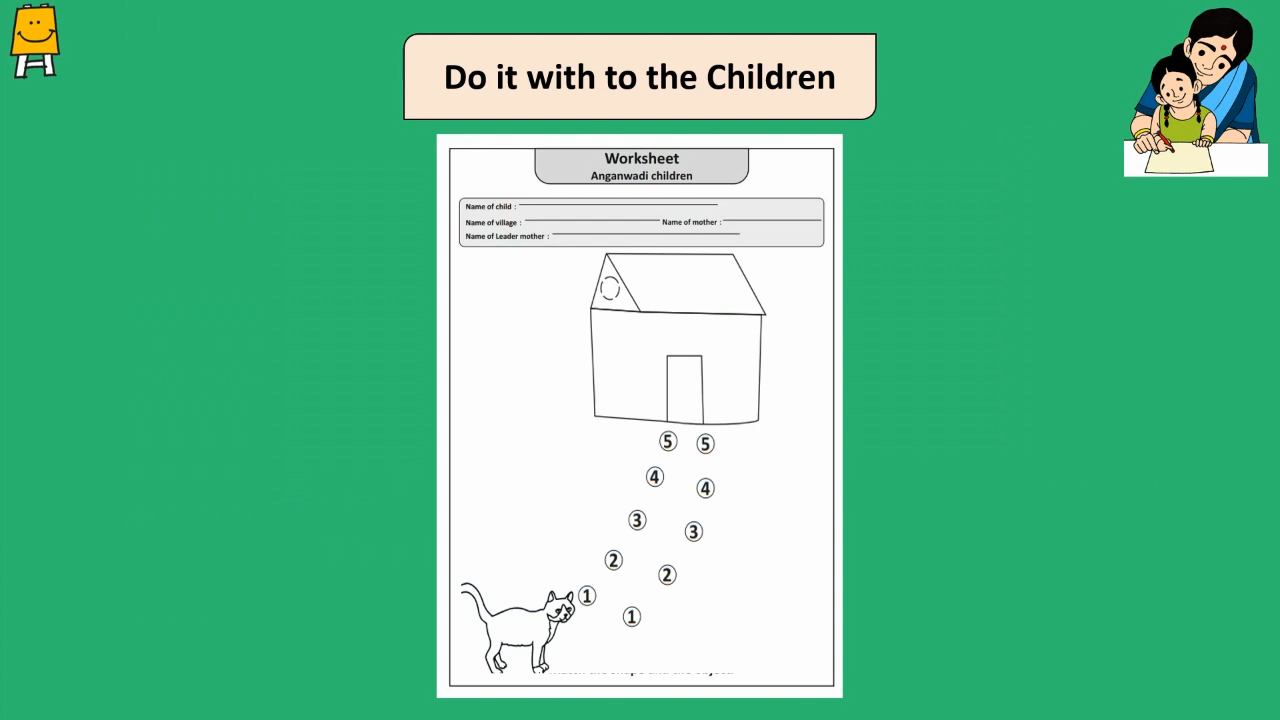 Do it with to the Children
Worksheet
Anganwadi children
Name of child :
Name of village : Name of mother :
Name of Leader mother :
5 5
4
4
3
3
2
2
1
1